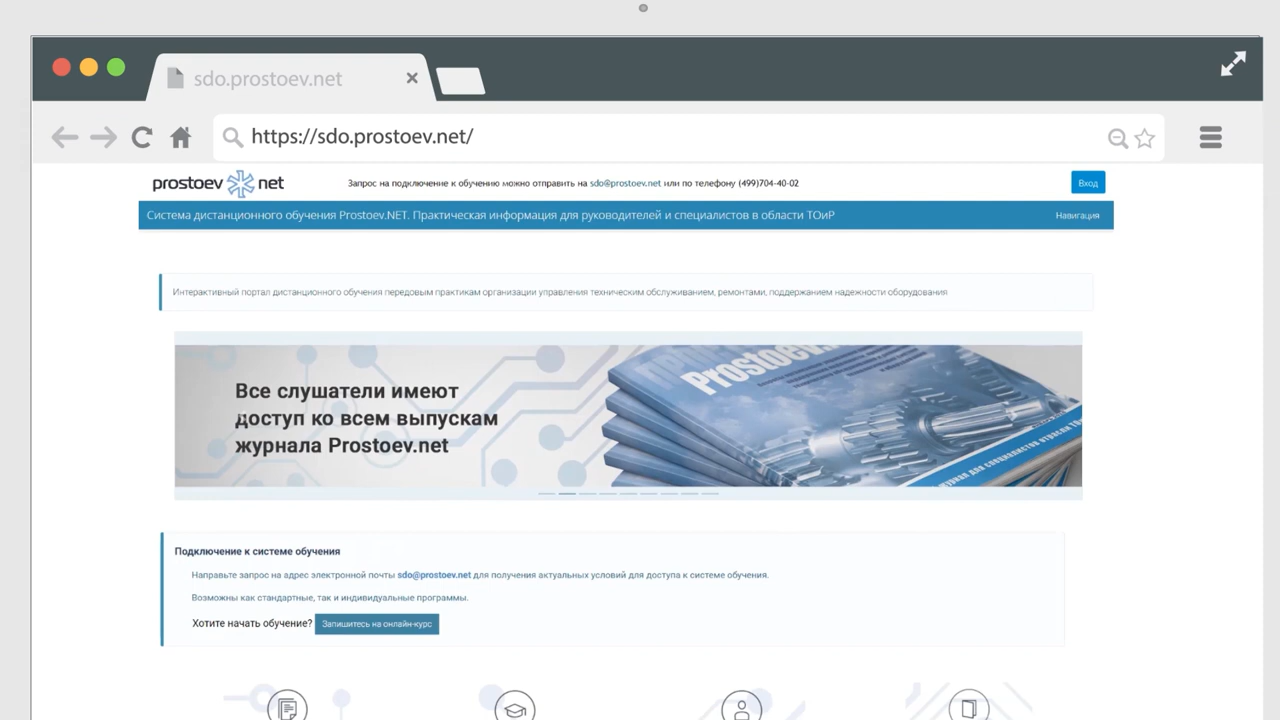 sdo.prostoev.net
https://sdo.prostoev.net/
prostoev net
Запрос на подключение к обучению можно отправить на sdo@prostoev.net или по телефону (499)704-40-02
Вход
Система дистанционного обучения Prostoev.NET. Практическая информация для руководителей и специалистов в области ТОиР
Навигация
Интерактивный портал дистанционного обучения передовым практикам организации управления техническим обслуживанием, ремонтами, поддержанием надежности оборудования
Все слушатели имеют
доступ ко всем выпускам
журнала Prostoev.net
Prostoev.
Журнал для специалистов отрасли ТО
Подключение к системе обучения
Направьте запрос на адрес электронной почты sdo@prostoev.net для получения актуальных условий для доступа к системе обучения.
Возможны как стандартные, так и индивидуальные программы.
Хотите начать обучение? Запишитесь на онлайн-курс